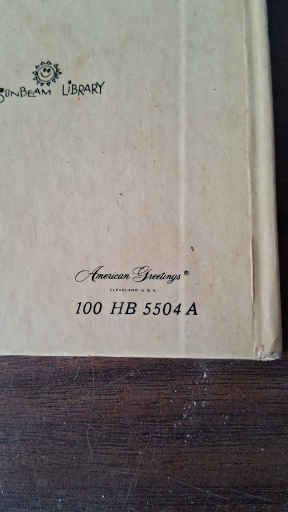 SUNBEAM LIBRARY
American Greetings®
CLEVELAND U.S.A.
100 HB 5504 A